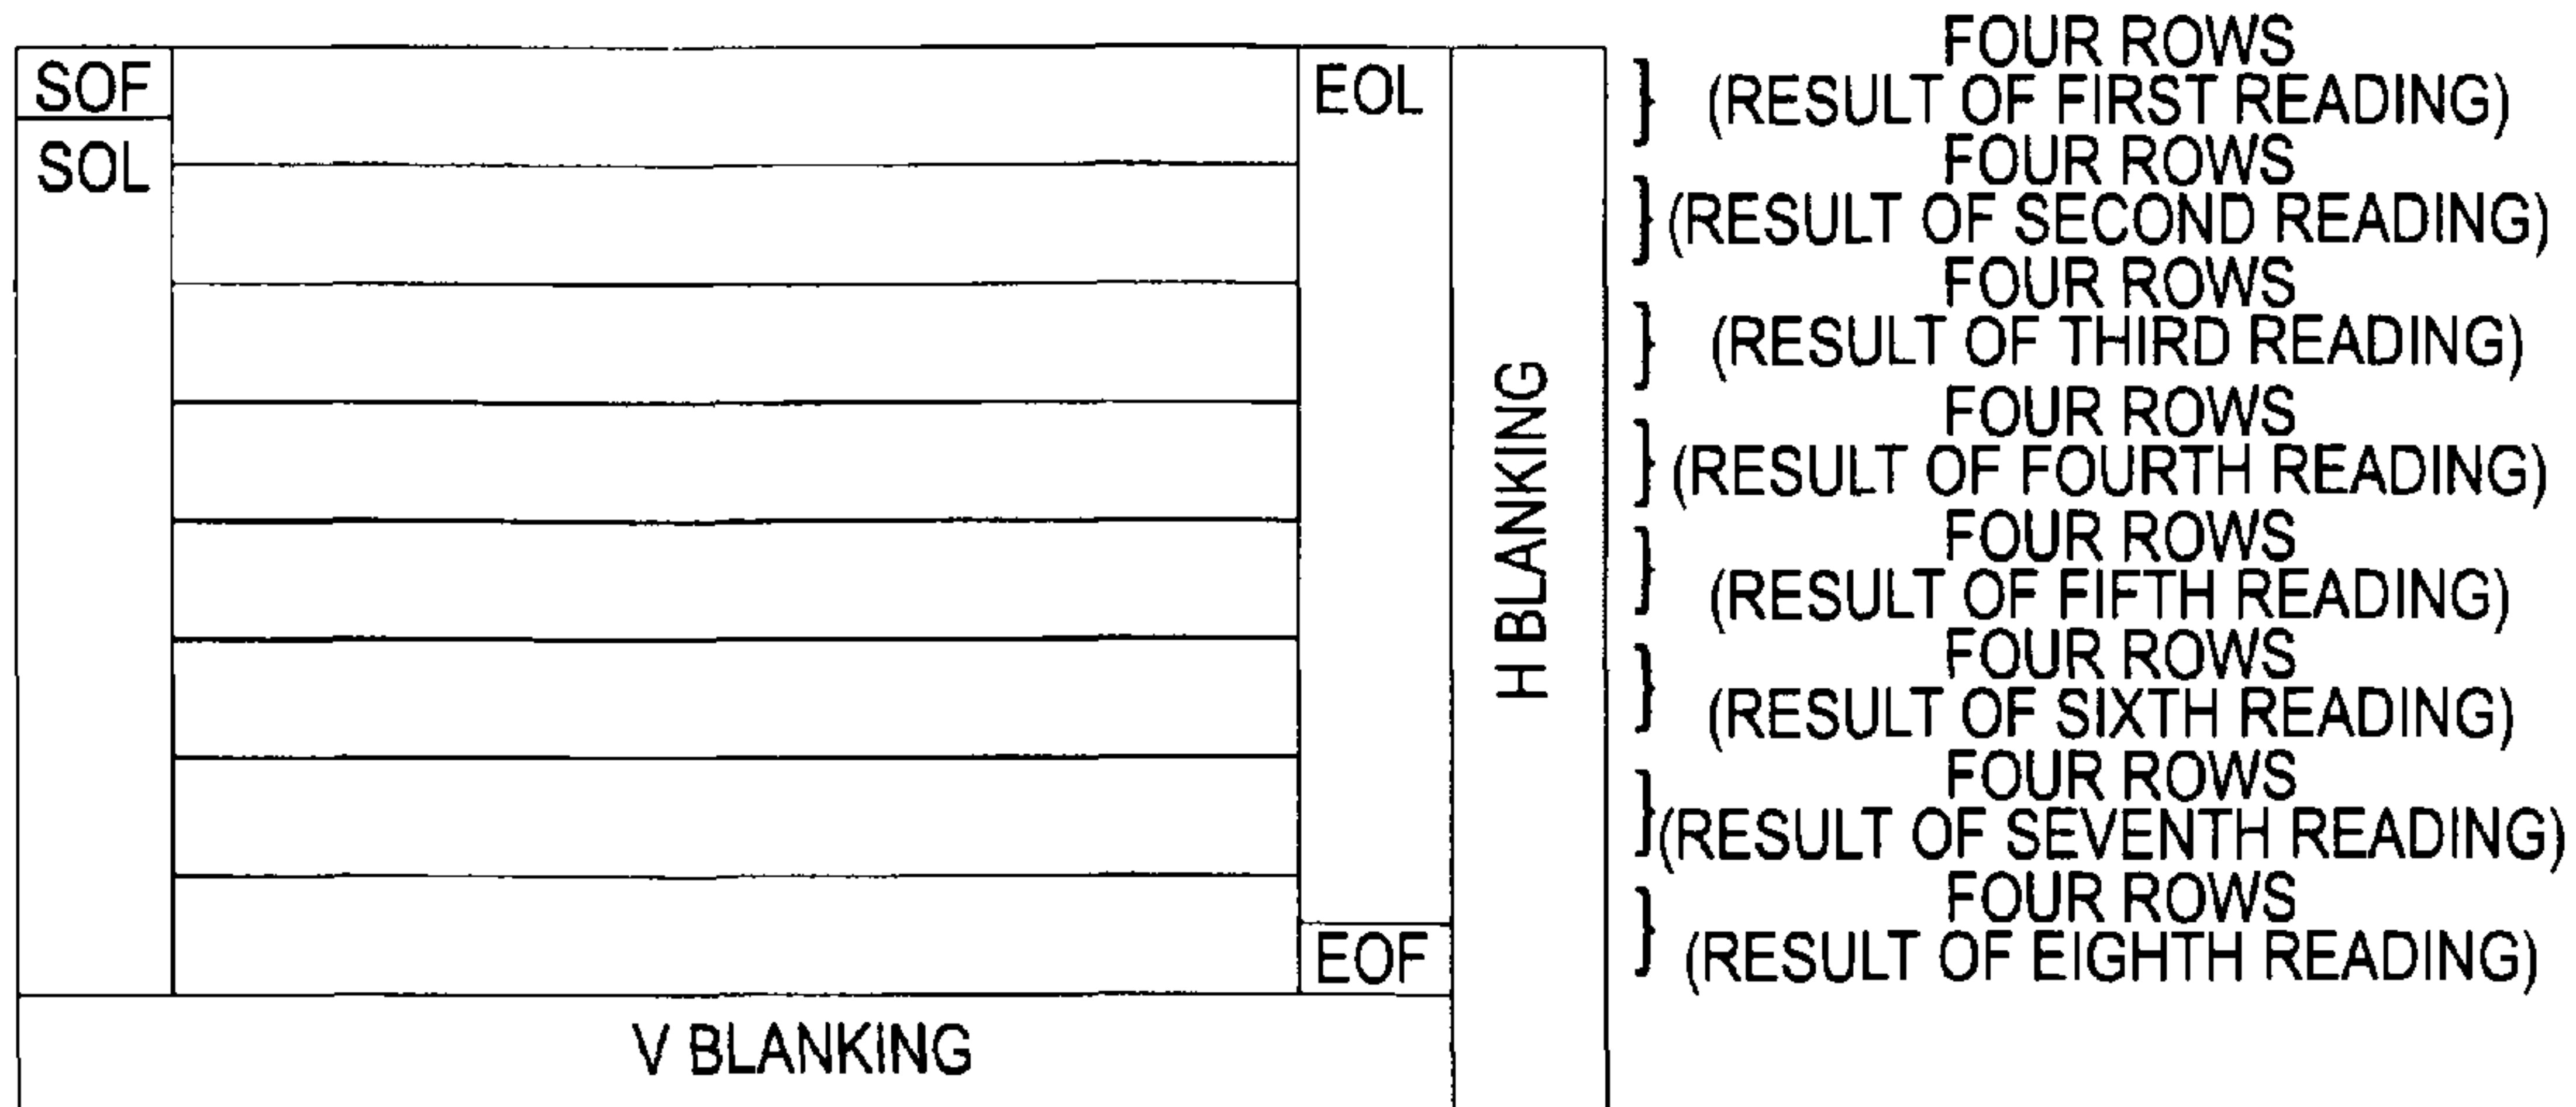 SOF
SOL
EOL
EOF
H BLANKING
V BLANKING
FOUR ROWS
(RESULT OF FIRST READING)
FOUR ROWS
(RESULT OF SECOND READING)
FOUR ROWS
(RESULT OF THIRD READING)
FOUR ROWS
(RESULT OF FOURTH READING)
FOUR ROWS
(RESULT OF FIFTH READING)
FOUR ROWS
(RESULT OF SIXTH READING)
FOUR ROWS
(RESULT OF SEVENTH READING)
FOUR ROWS
(RESULT OF EIGHTH READING)